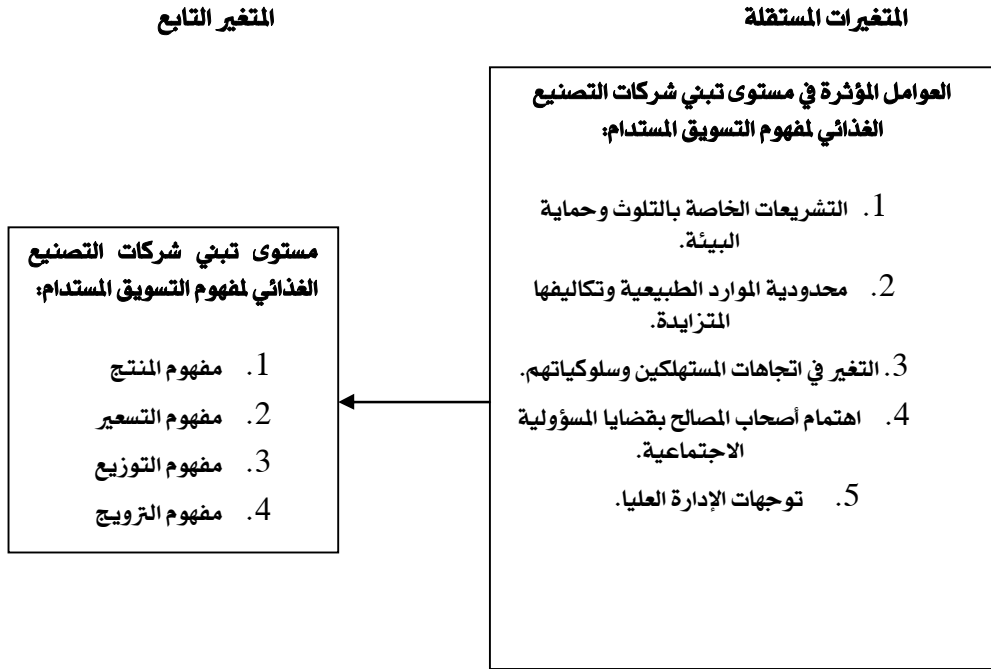 المتغيرات المستقلة
المتغير التابع
العوامل المؤثرة في مستوى تبني شركات التصنيع
الغذائي لمفهوم التسويق المستدام:
1. التشريعات الخاصة بالتلوث وحماية
البيئة.
2. محدودية الموارد الطبيعية وتكاليفها
المتزايدة.
3. التغير في اتجاهات المستهلكين وسلوكياتهم.
4. اهتمام أصحاب المصالح بقضايا المسؤولية
الاجتماعية.
5. توجهات الإدارة العليا.
مستوى تبني شركات التصنيع
الغذائي لمفهوم التسويق المستدام:
1. مفهوم المنتج
2. مفهوم التسعير
3. مفهوم التوزيع
4. مفهوم الترويج